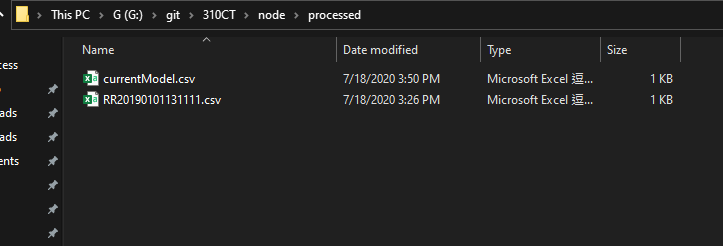 This PC > G (G:) > git > 310CT > node > processed
Name Date modified Type Size
cess
currentModel.csv 7/18/2020 3:50 PM Microsoft Excel 逗... 1 KB
RR20190101131111.csv 7/18/2020 3:26 PM Microsoft Excel 逗... 1 KB
ads
ads
ents